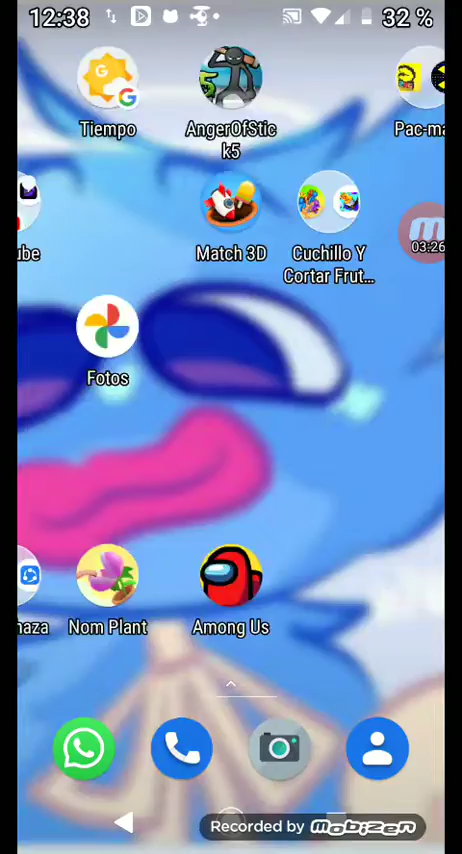 12:38
32 %
Tiempo
AngerOfStic
k5
Pac-ma
03:26
ube
Match 3D
Cuchillo Y
Cortar Frut...
Fotos
naza
Nom Plant
Among Us
Recorded by mobizen